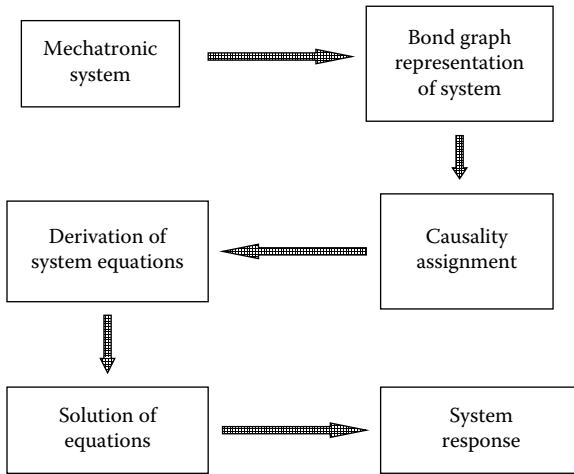 Mechatronic
system
Bond graph
representation
of system
Causality
assignment
Derivation of
system equations
Solution of
equations
System
response